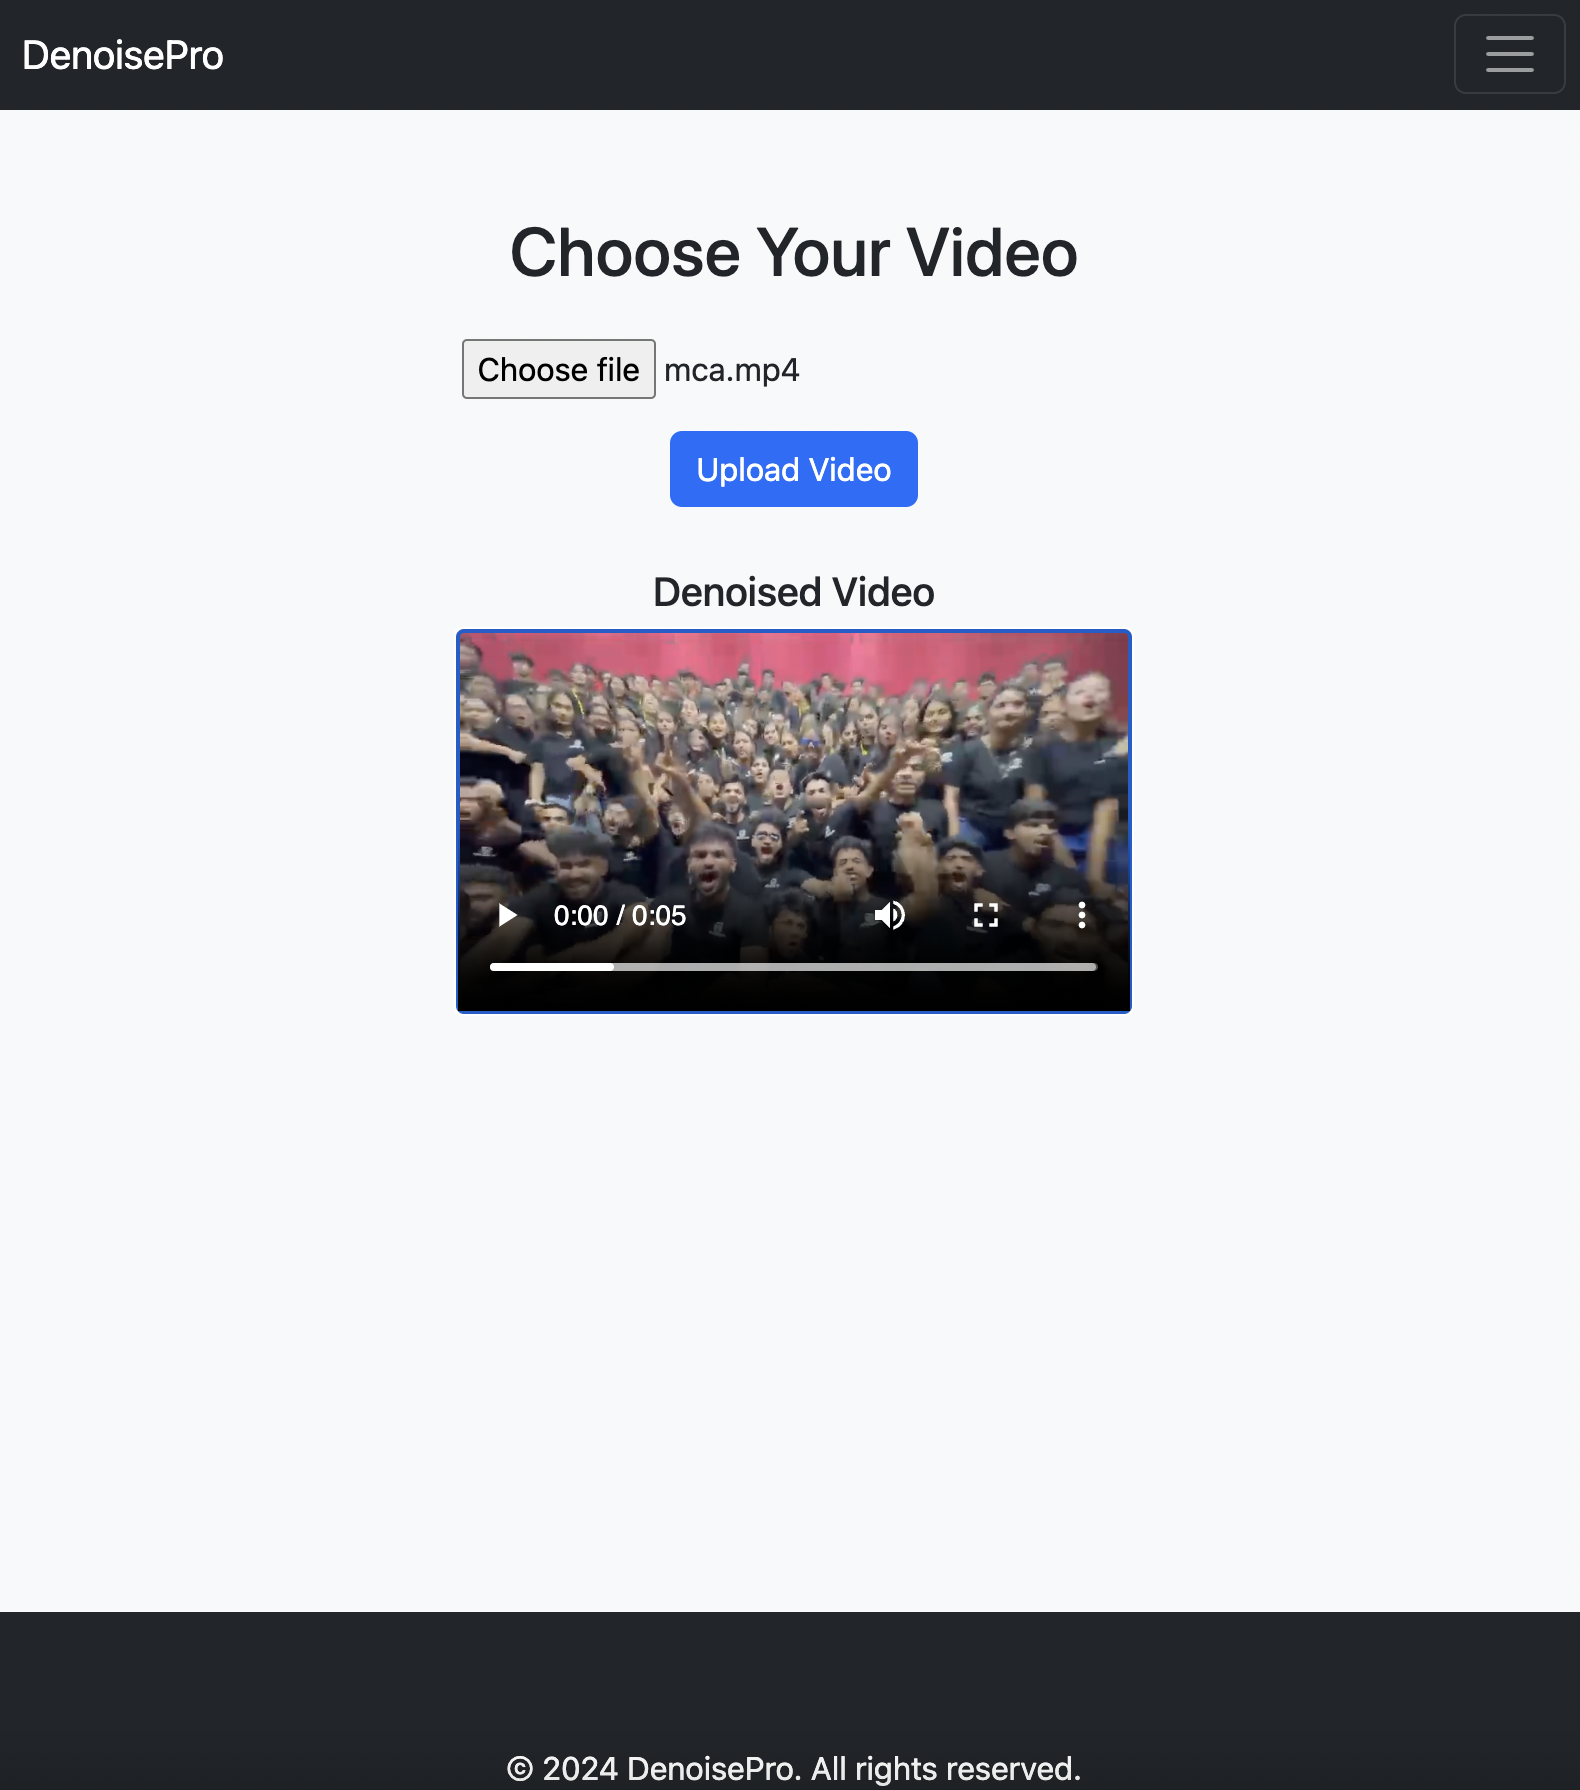 DenoisePro
Choose Your Video
Choose file mca.mp4
Upload Video
Denoised Video
0:00 / 0:05
© 2024 DenoisePro. All rights reserved.